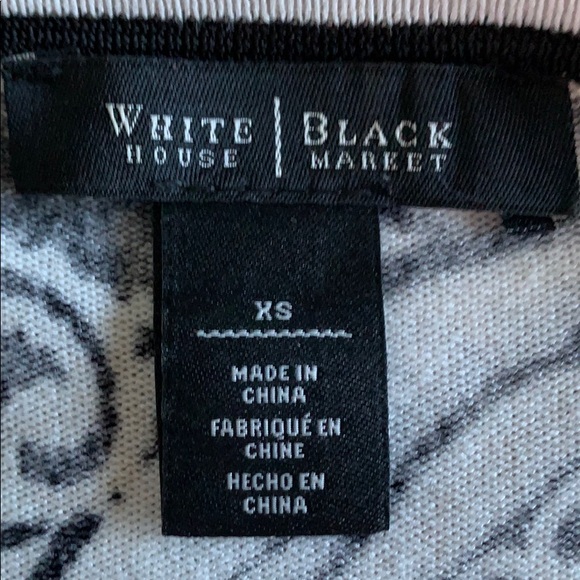 WHITE | BLACK
HOUSE | MARKET
XS
MADE IN
CHINA
FABRIQUÉ EN
CHINE
HECHO EN
CHINA